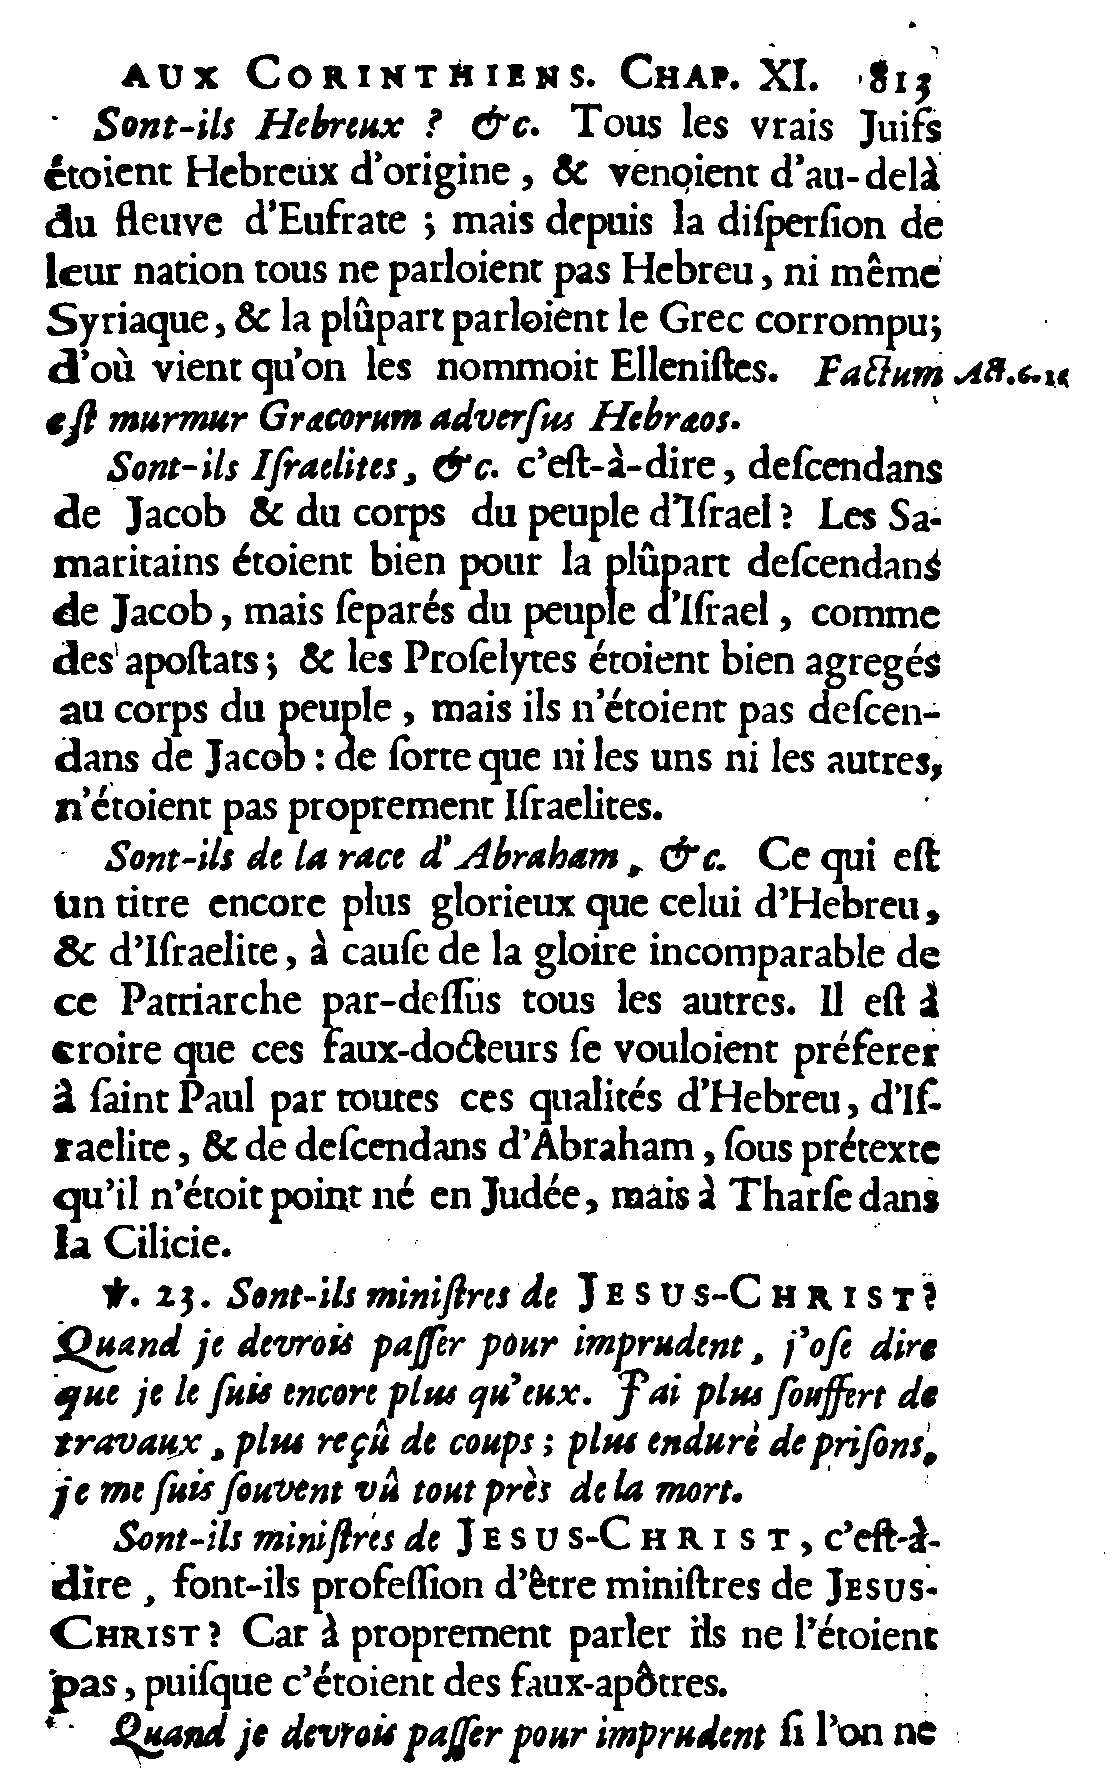 AUX CORINTHIENS. CHAP. XI. 813
Sont-ils Hebreux ? &c. Tous les vrais Juifs
étoient Hebreux d'origine, & venoient d'au-delà
du fleuve d'Eufrate ; mais depuis la diſperſion de
leur nation tous ne parloient pas Hebreu, ni même
Syriaque, & la plûpart parloient le Grec corrompu;
d'où vient qu'on les nommoit Elleniſtes. Factum
Act. 6.
eſt murmur Græcorum adverſus Hebræos.
Sont-ils Iſraelites, &c. c'eſt-à-dire, deſcendans
de Jacob & du corps du peuple d'Iſrael ? Les Sa-
maritains étoient bien pour la plûpart deſcendans
de Jacob, mais ſeparés du peuple d'Iſrael, comme
des apoſtats ; & les Proſelytes étoient bien agregés
au corps du peuple, mais ils n'étoient pas deſcen-
dans de Jacob : de ſorte que ni les uns ni les autres,
n'étoient pas proprement Iſraelites.
Sont-ils de la race d'Abraham, &c. Ce qui eſt
un titre encore plus glorieux que celui d'Hebreu,
& d'Iſraelite, à cauſe de la gloire incomparable de
ce Patriarche par-deſſus tous les autres. Il eſt à
croire que ces faux-docteurs ſe vouloient préferer
à ſaint Paul par toutes ces qualités d'Hebreu, d'Iſ-
raelite, & de deſcendans d'Abraham, ſous prétexte
qu'il n'étoit point né en Judée, mais à Tharſe dans
la Cilicie.
℣. 23. Sont-ils miniſtres de JESUS-CHRIST ?
Quand je devrois paſſer pour imprudent, j'oſe dire
que je le ſuis encore plus qu'eux. J'ai plus ſouffert de
travaux, plus reçû de coups ; plus enduré de priſons,
je me ſuis ſouvent vû tout près de la mort.
Sont-ils miniſtres de JESUS-CHRIST, c'eſt-à-
dire, font-ils profeſſion d'être miniſtres de JESUS-
CHRIST ? Car à proprement parler ils ne l'étoient
pas, puiſque c'étoient des faux-apôtres.
Quand je devrois paſſer pour imprudent ſi l'on ne